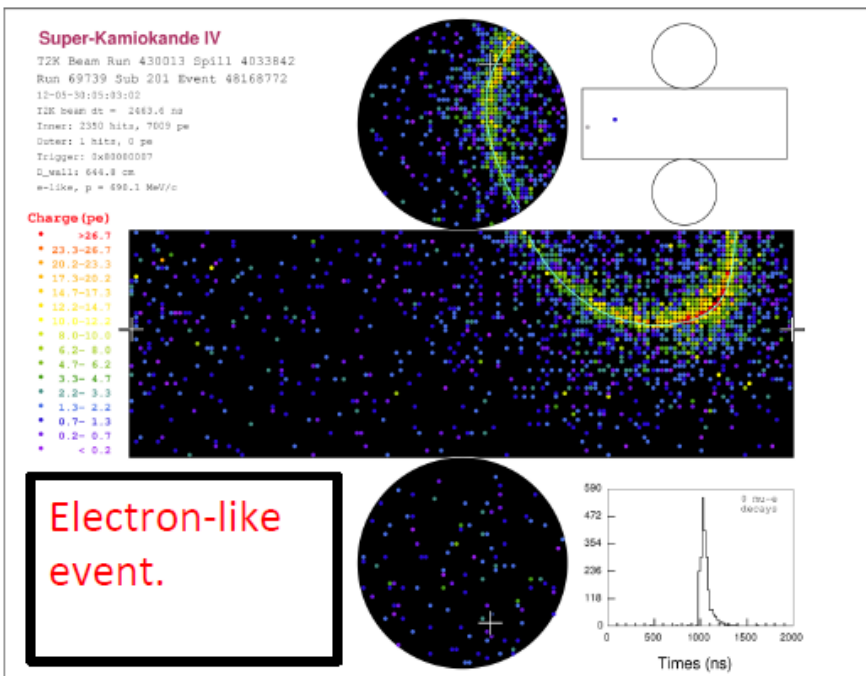 Super-Kamiokande IV
T2K Beam Run 430013 Spill 4033842
Run 69739 Sub 201 Event 48168772
12-05-30:05:03:02
T2K beam dt = 2463.6 ns
Inner: 2350 hits, 7009 pe
Outer: 1 hits, 0 pe
Trigger: 0x80000007
D_wall: 644.8 cm
e-like, p = 690.1 MeV/c
Charge(pe)
>26.7
23.3-26.7
20.2-23.3
17.3-20.2
14.7-17.3
12.2-14.7
10.0-12.2
8.0-10.0
6.2- 8.0
4.7- 6.2
3.3- 4.7
2.2- 3.3
1.3- 2.2
0.7- 1.3
0.2- 0.7
< 0.2
Electron-like
event.
0 mu-e
decays
590
472
354
236
118
0
0 500 1000 1500 2000
Times (ns)